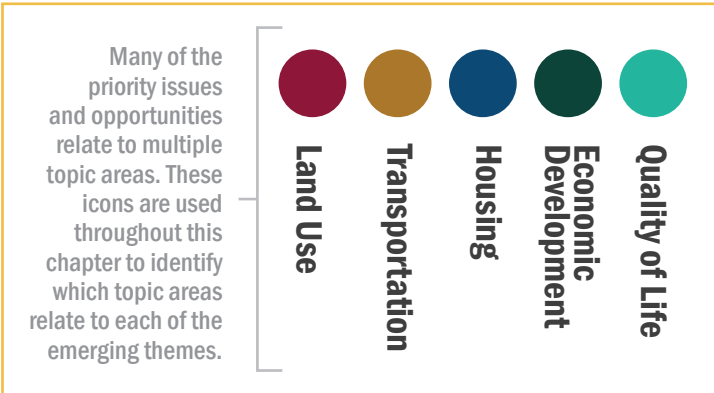 Many of the
priority issues
and opportunities
relate to multiple
topic areas. These
icons are used
throughout this
chapter to identify
which topic areas
relate to each of the
emerging themes.
Land Use
Transportation
Housing
Economic
Development
Quality of Life